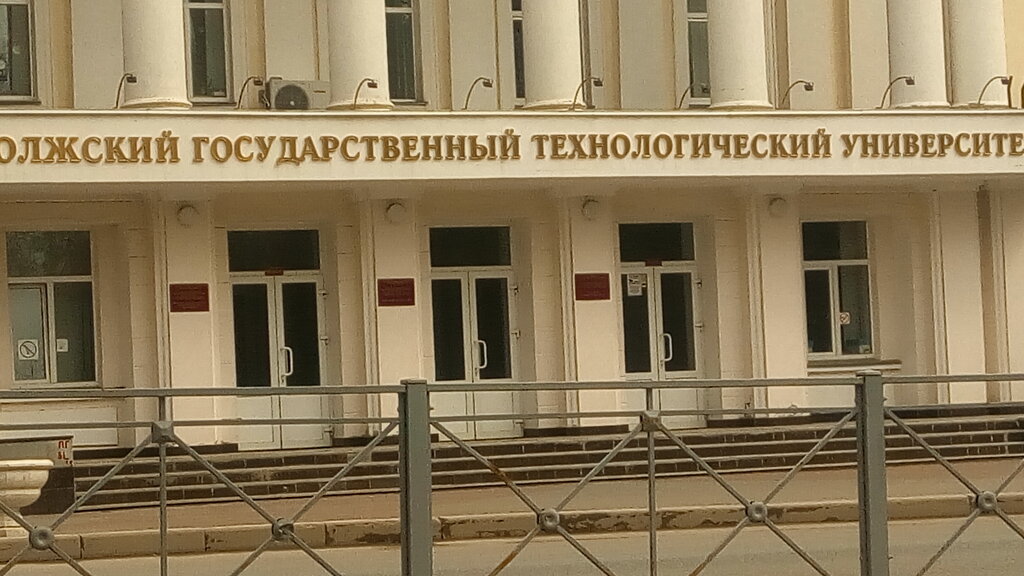 ОЛЖСКИЙ ГОСУДАРСТВЕННЫЙ ТЕХНОЛОГИЧЕСКИЙ УНИВЕРСИТЕ